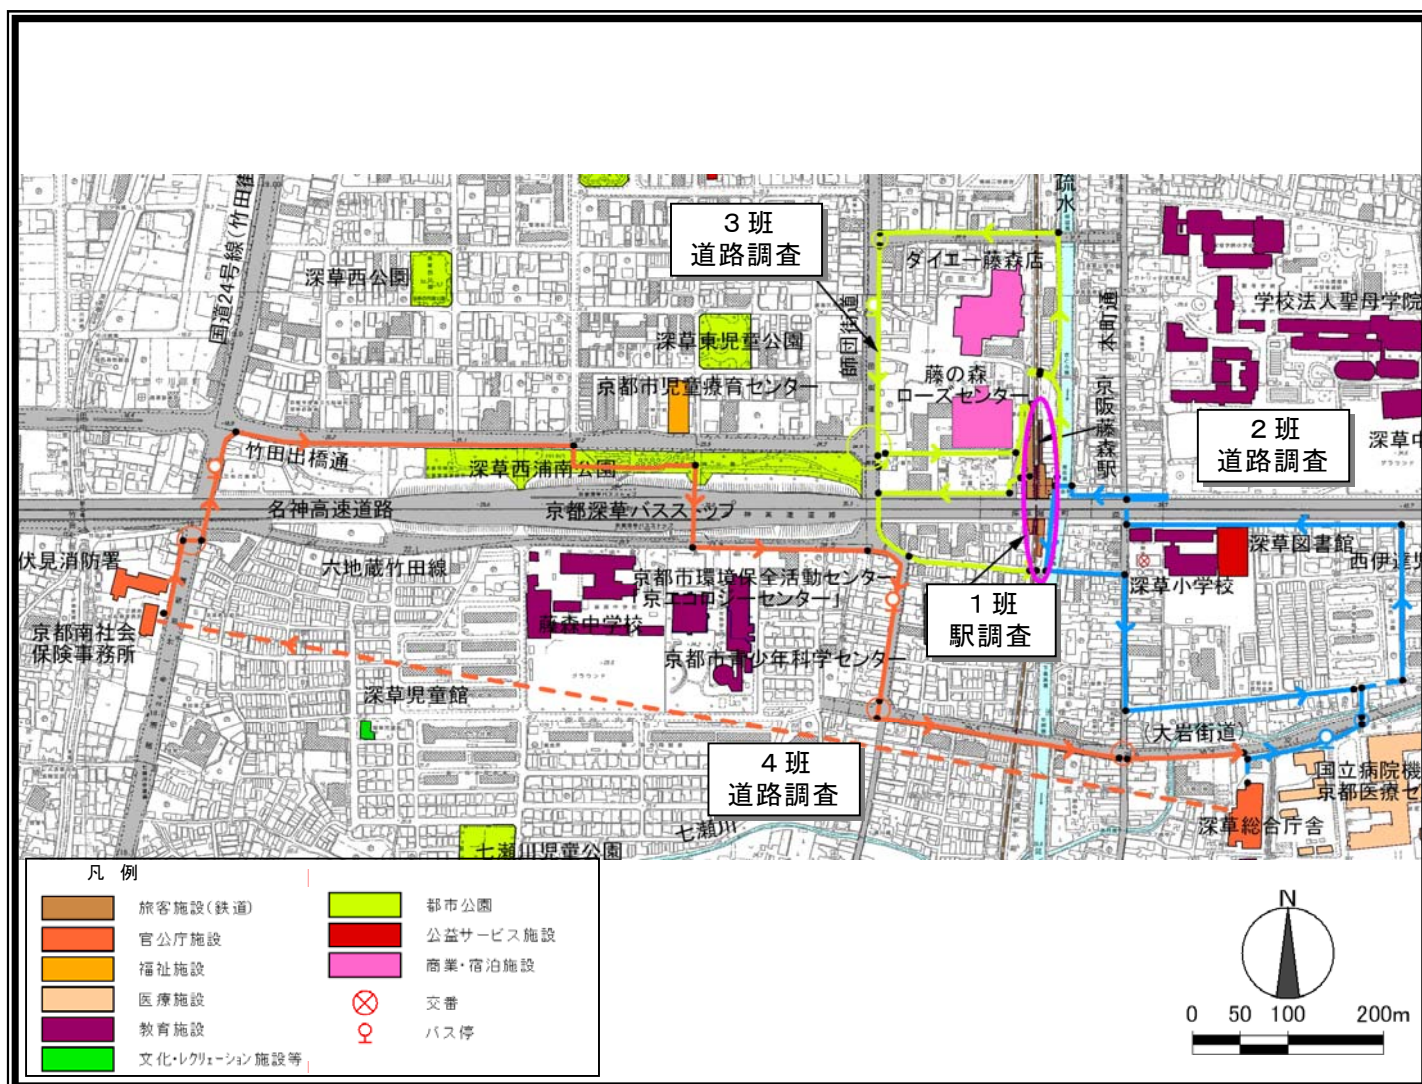 疏水
国道24号線 竹田街
3班
道路調査
ダイエー藤森店
深草西公園
師団街道
本町通
学校法人聖母学院
深草東児童公園
京都市児童療育センター
藤の森
ローズセンター
京阪藤森駅
2班
道路調査
深草中
竹田出橋通
深草西浦南公園
名神高速道路
京都深草バスストップ
伏見消防署
六地蔵竹田線
京都市環境保全活動センター
「京エコロジーセンター」
深草図書館
西伊達児
深草小学校
1班
駅調査
京都南社会
保険事務所
藤森中学校
京都市青少年科学センター
深草児童館
(大岩街道)
4班
道路調査
国立病院機
京都医療セ
深草総合庁舎
七瀬川
七瀬川児童公園
凡 例
旅客施設(鉄道)
官公庁施設
福祉施設
医療施設
教育施設
文化・レクリェーション施設等
都市公園
公益サービス施設
商業・宿泊施設
交番
バス停
N
0 50 100 200m